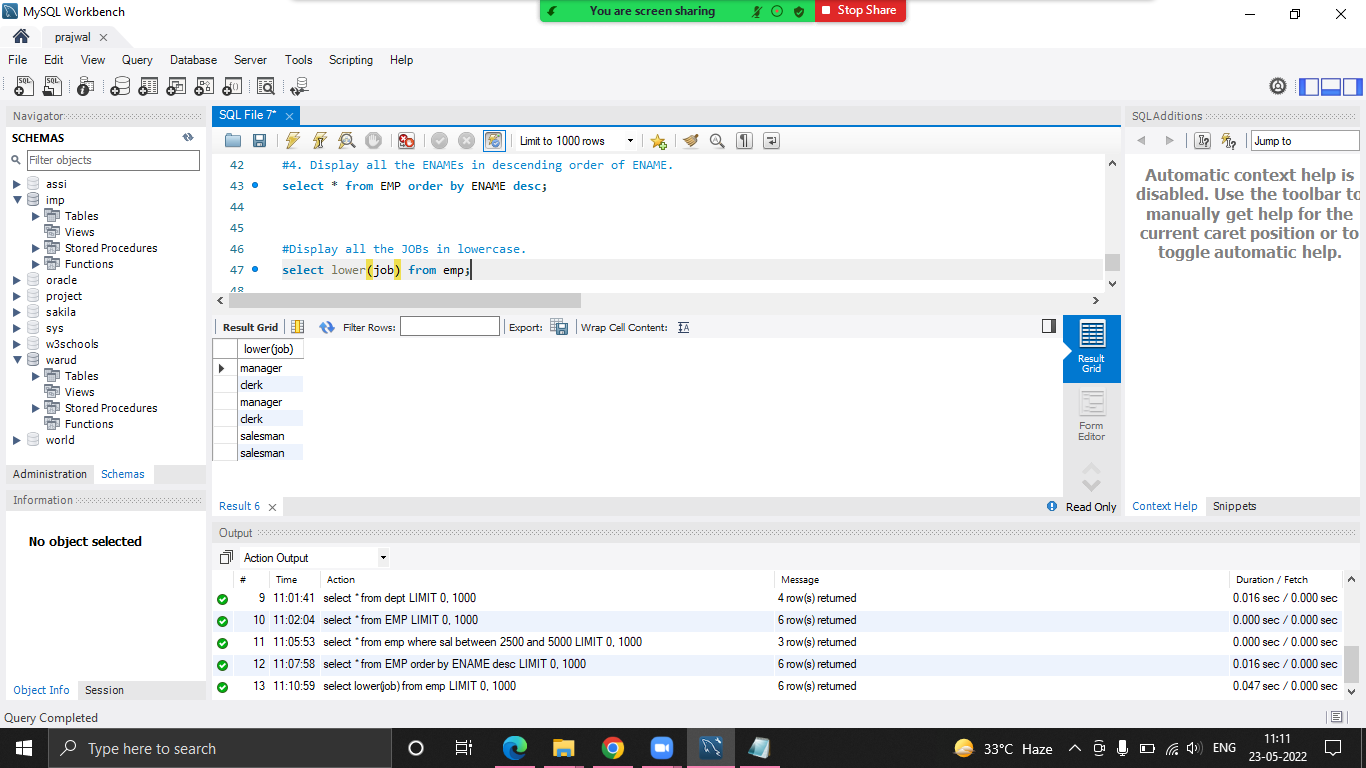 MySQL Workbench
You are screen sharing
Stop Share
prajwal
File Edit View Query Database Server Tools Scripting Help
Navigator
SCHEMAS
Filter objects
assi
imp
Tables
Views
Stored Procedures
Functions
oracle
project
sakila
sys
w3schools
warud
Tables
Views
Stored Procedures
Functions
world
Administration Schemas
Information
No object selected
Object Info Session
SQL File 7*
Limit to 1000 rows
42 #4. Display all the ENAMEs in descending order of ENAME.
43 select * from EMP order by ENAME desc;
44
45
46 #Display all the JOBs in lowercase.
47 select lower(job) from emp;
48
Result Grid Filter Rows: Export: Wrap Cell Content:
lower(job)
manager
clerk
manager
clerk
salesman
salesman
Result Grid
Form Editor
Result 6
Read Only
SQLAdditions
Jump to
Automatic context help is
disabled. Use the toolbar to
manually get help for the
current caret position or to
toggle automatic help.
Context Help Snippets
Output
Action Output
# Time Action Message Duration / Fetch
9 11:01:41 select * from dept LIMIT 0, 1000 4 row(s) returned 0.016 sec / 0.000 sec
10 11:02:04 select * from EMP LIMIT 0, 1000 6 row(s) returned 0.000 sec / 0.000 sec
11 11:05:53 select * from emp where sal between 2500 and 5000 LIMIT 0, 1000 3 row(s) returned 0.000 sec / 0.000 sec
12 11:07:58 select * from EMP order by ENAME desc LIMIT 0, 1000 6 row(s) returned 0.016 sec / 0.000 sec
13 11:10:59 select lower(job) from emp LIMIT 0, 1000 6 row(s) returned 0.047 sec / 0.000 sec
Query Completed
Type here to search
33°C Haze
ENG
11:11
23-05-2022